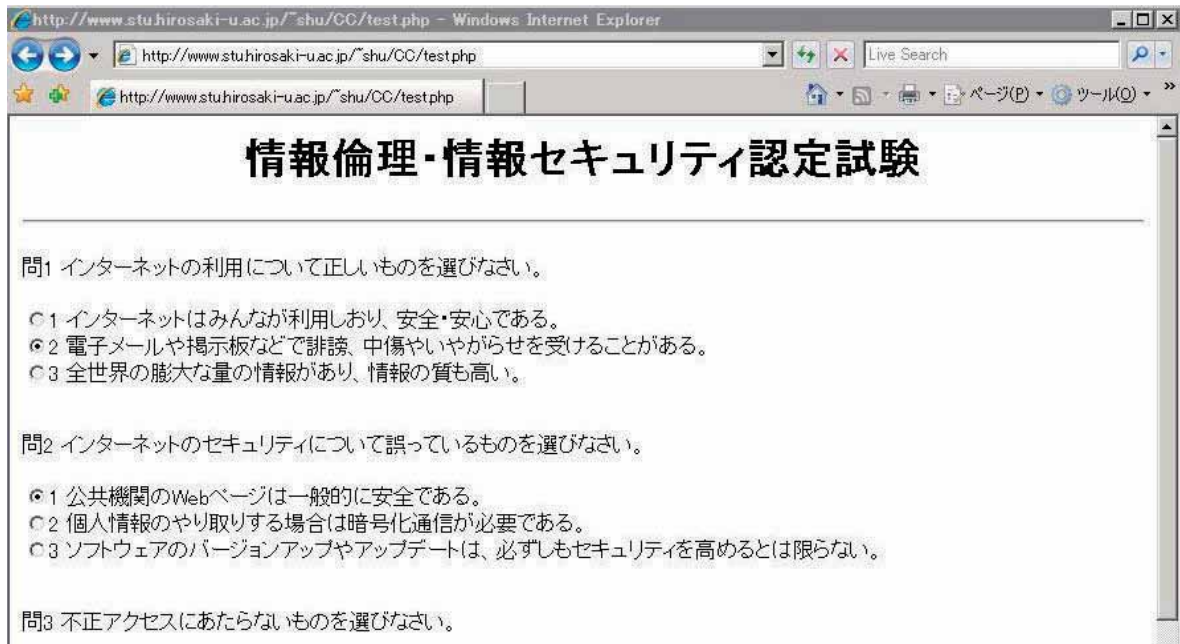 http://www.stu.hirosaki-u.ac.jp/~shu/CC/test.php - Windows Internet Explorer
http://www.stu.hirosaki-u.ac.jp/~shu/CC/test.php
Live Search
http://www.stu.hirosaki-u.ac.jp/~shu/CC/test.php
ページ(P)
ツール(O)
情報倫理・情報セキュリティ認定試験
問1 インターネットの利用について正しいものを選びなさい。
1 インターネットはみんなが利用しおり、安全・安心である。
2 電子メールや掲示板などで誹謗、中傷やいやがらせを受けることがある。
3 全世界の膨大な量の情報があり、情報の質も高い。
問2 インターネットのセキュリティについて誤っているものを選びなさい。
1 公共機関のWebページは一般的に安全である。
2 個人情報のやり取りする場合は暗号化通信が必要である。
3 ソフトウェアのバージョンアップやアップデートは、必ずしもセキュリティを高めるとは限らない。
問3 不正アクセスにあたらないものを選びなさい。